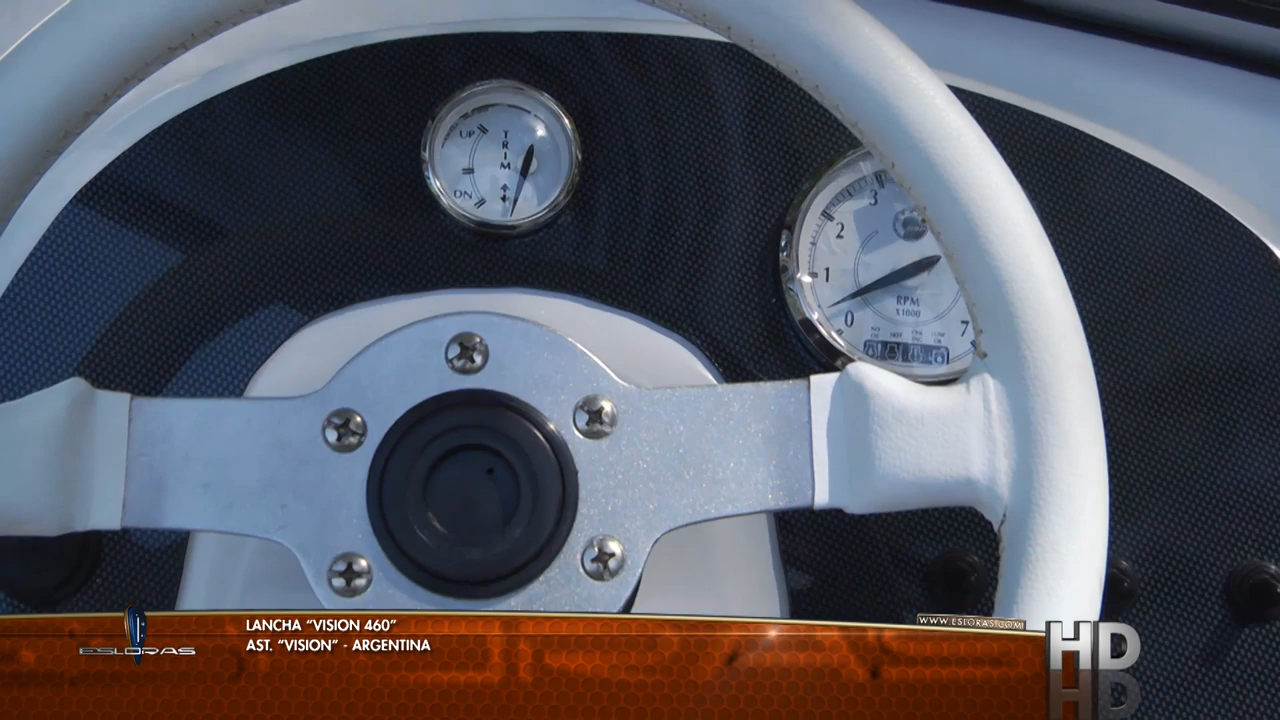 UP
TRIM
DN
3
2
1
0
7
RPM
X1000
LANCHA "VISION 460"
AST. "VISION" - ARGENTINA
ESLORAS
WWW.ESLORAS.COM
HD